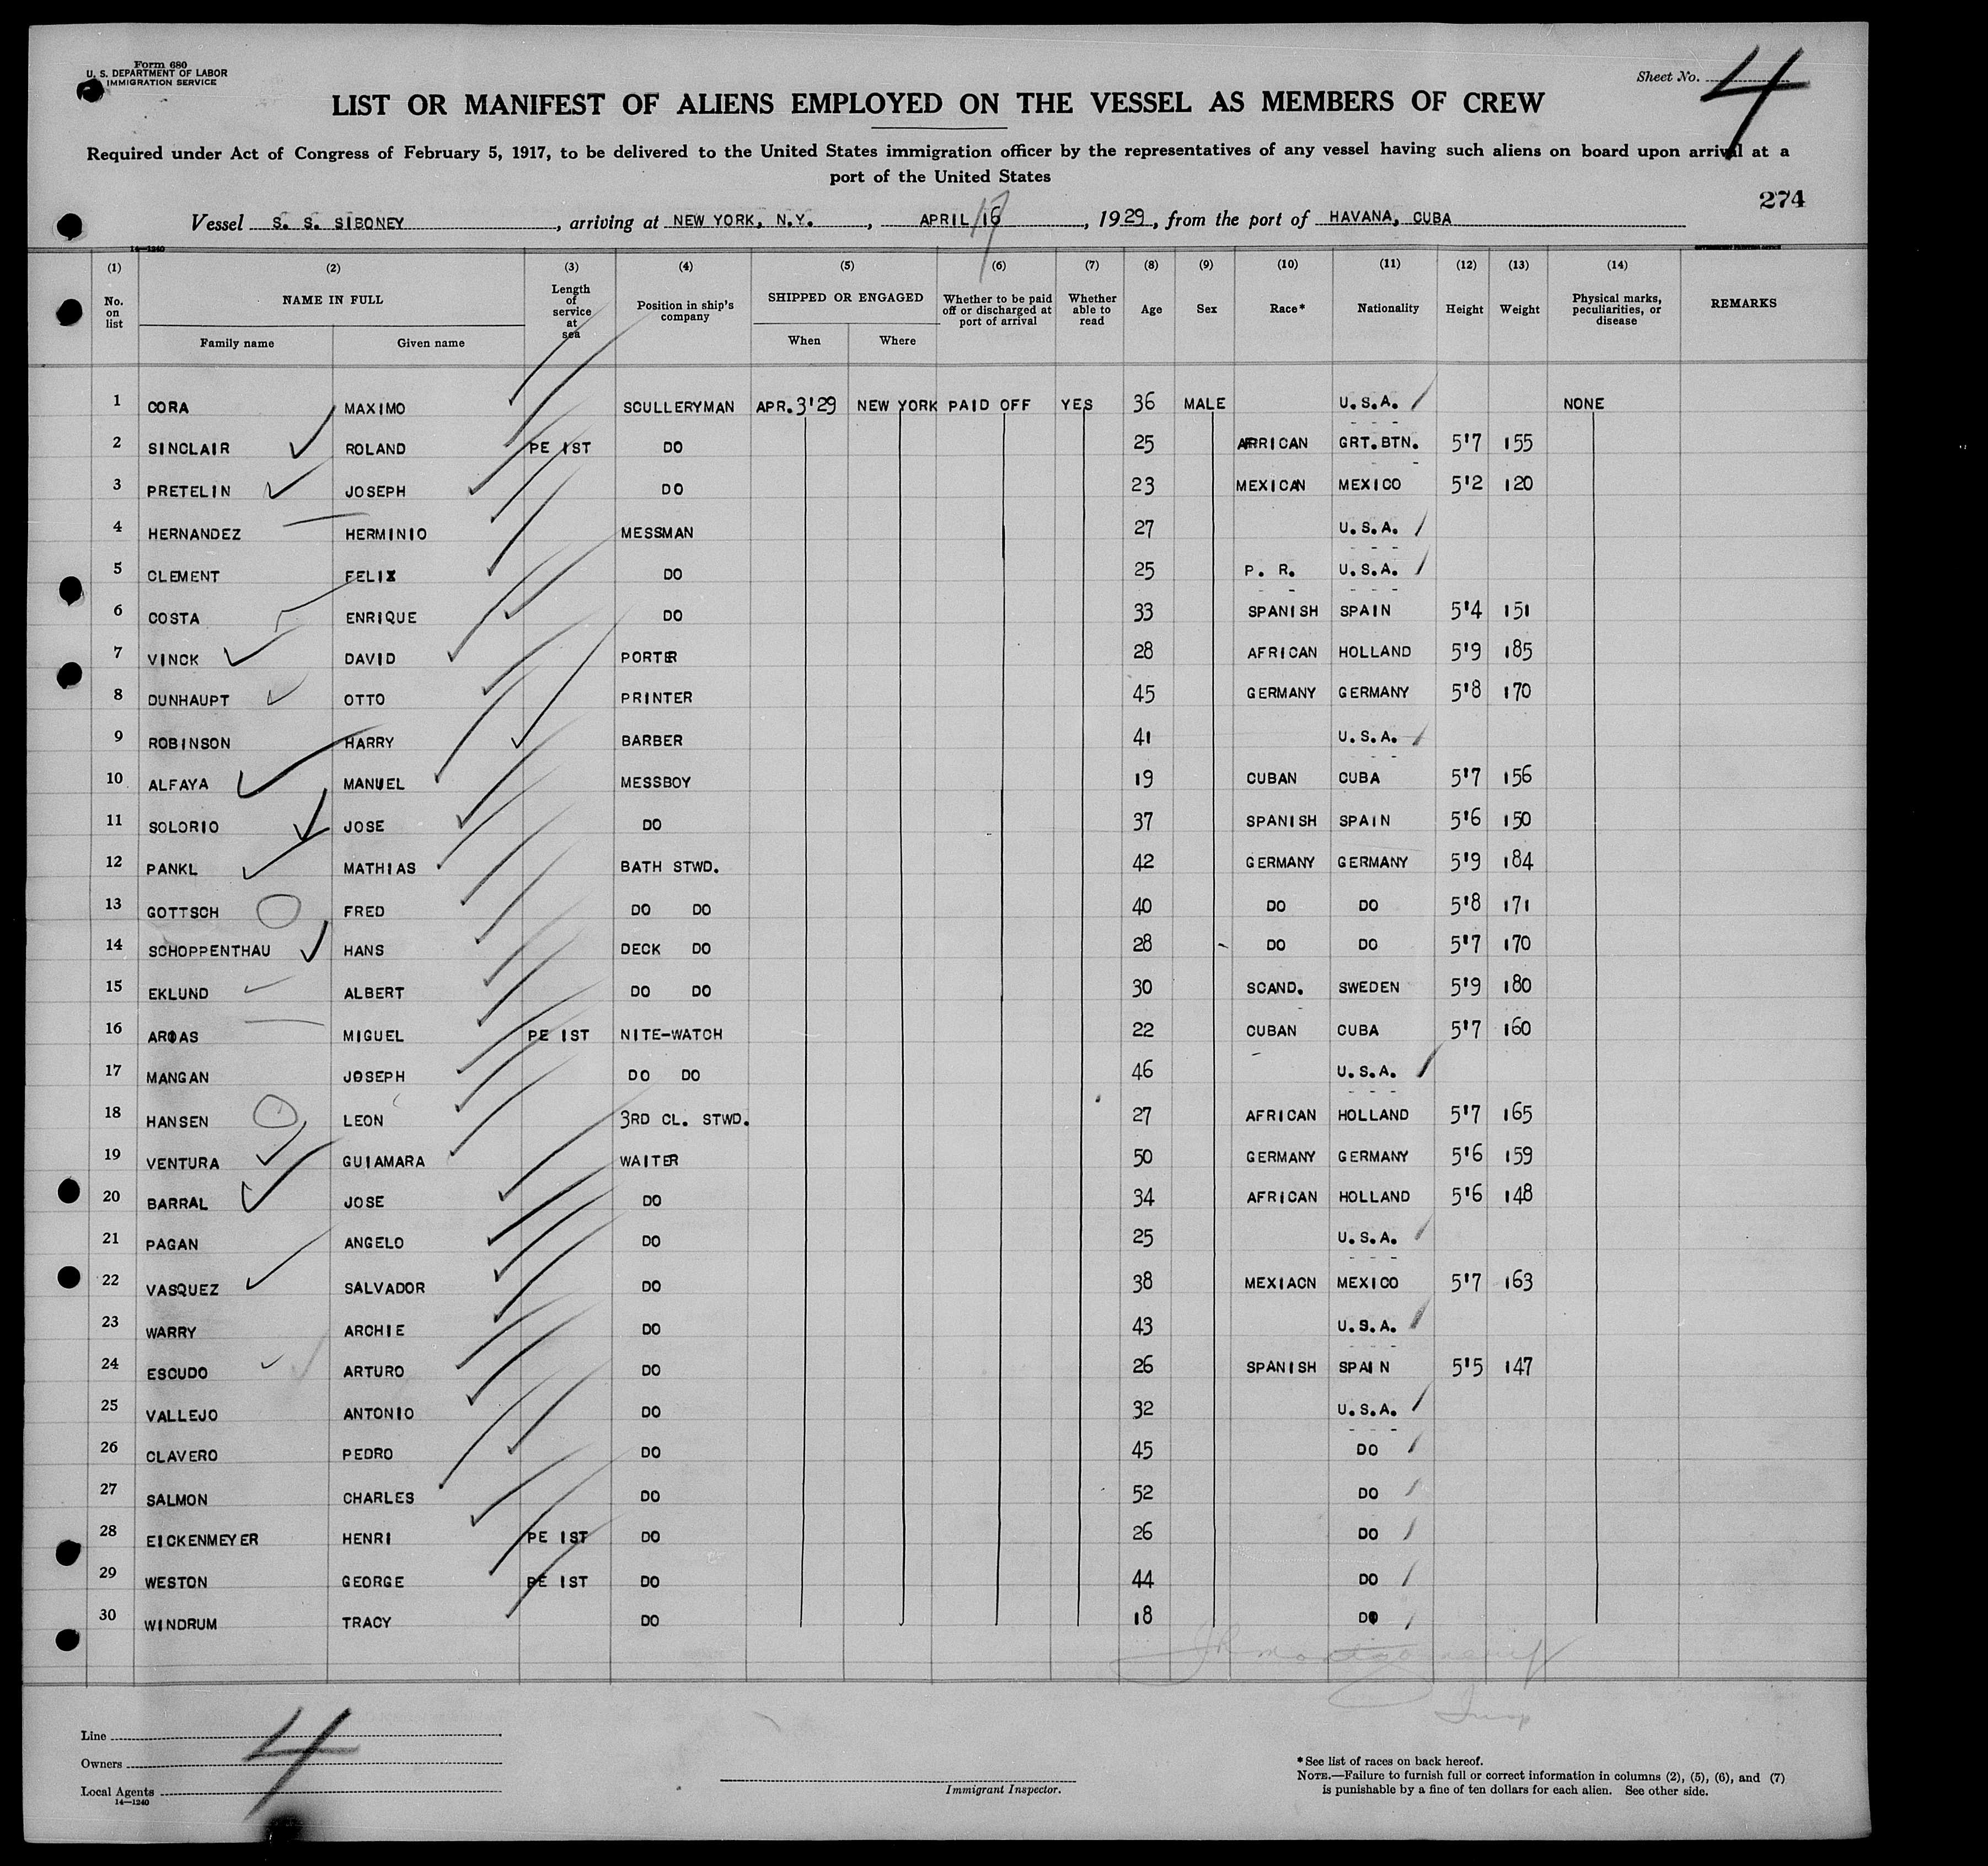 Form 680
U. S. DEPARTMENT OF LABOR
IMMIGRATION SERVICE
Sheet No. 4
LIST OR MANIFEST OF ALIENS EMPLOYED ON THE VESSEL AS MEMBERS OF CREW
Required under Act of Congress of February 5, 1917, to be delivered to the United States immigration officer by the representatives of any vessel having such aliens on board upon arrival at a
port of the United States
274
Vessel S. S. SIBONEY, arriving at NEW YORK, N.Y., APRIL 16 17, 1929, from the port of HAVANA, CUBA
14—1240
(1) (2) (3) (4) (5) (6) (7) (8) (9) (10) (11) (12) (13) (14)
No. on list NAME IN FULL Family name Given name Length of service at sea Position in ship's company SHIPPED OR ENGAGED When Where Whether to be paid off or discharged at port of arrival Whether able to read Age Sex Race* Nationality Height Weight Physical marks, peculiarities, or disease REMARKS
1 CORA MAXIMO SCULLERYMAN APR. 3'29 NEW YORK PAID OFF YES 36 MALE U.S.A. NONE
2 SINCLAIR ROLAND PE IST DO 25 AFRICAN GRT.BTN. 5'7 155
3 PRETELIN JOSEPH DO 23 MEXICAN MEXICO 5'2 120
4 HERNANDEZ HERMINIO MESSMAN 27 U.S.A.
5 CLEMENT FELIX DO 25 P. R. U.S.A.
6 COSTA ENRIQUE DO 33 SPANISH SPAIN 5'4 151
7 VINCK DAVID PORTER 28 AFRICAN HOLLAND 5'9 185
8 DUNHAUPT OTTO PRINTER 45 GERMANY GERMANY 5'8 170
9 ROBINSON HARRY BARBER 41 U.S.A.
10 ALFAYA MANUEL MESSBOY 19 CUBAN CUBA 5'7 156
11 SOLORIO JOSE DO 37 SPANISH SPAIN 5'6 150
12 PANKL MATHIAS BATH STWD. 42 GERMANY GERMANY 5'9 184
13 GOTTSCH FRED DO DO 40 DO DO 5'8 171
14 SCHOPPENTHAU HANS DECK DO 28 DO DO 5'7 170
15 EKLUND ALBERT DO DO 30 SCAND. SWEDEN 5'9 180
16 MIGUEL PE IST NITE-WATCH 22 CUBAN CUBA 5'7 160
17 MANGAN JOSEPH DO DO 46 U.S.A.
18 HANSEN LEON 3RD CL. STWD. 27 AFRICAN HOLLAND 5'7 165
19 VENTURA GUIAMARA WAITER 50 GERMANY GERMANY 5'6 159
20 BARRAL JOSE DO 34 AFRICAN HOLLAND 5'6 148
21 PAGAN ANGELO DO 25 U.S.A.
22 VASQUEZ SALVADOR DO 38 MEXIACN MEXICO 5'7 163
23 WARRY ARCHIE DO 43 U.S.A.
24 ESCUDO ARTURO DO 26 SPANISH SPAIN 5'5 147
25 VALLEJO ANTONIO DO 32 U.S.A.
26 CLAVERO PEDRO DO 45 DO
27 SALMON CHARLES DO 52 DO
28 EICKENMEYER HENRI PE IST DO 26 DO
29 WESTON GEORGE PE IST DO 44 DO
30 WINDRUM TRACY DO 18 DO
Insp
Line
Owners
Local Agents
14—1240
4
Immigrant Inspector.
*See list of races on back hereof.
NOTE.—Failure to furnish full or correct information in columns (2), (5), (6), and (7)
is punishable by a fine of ten dollars for each alien. See other side.